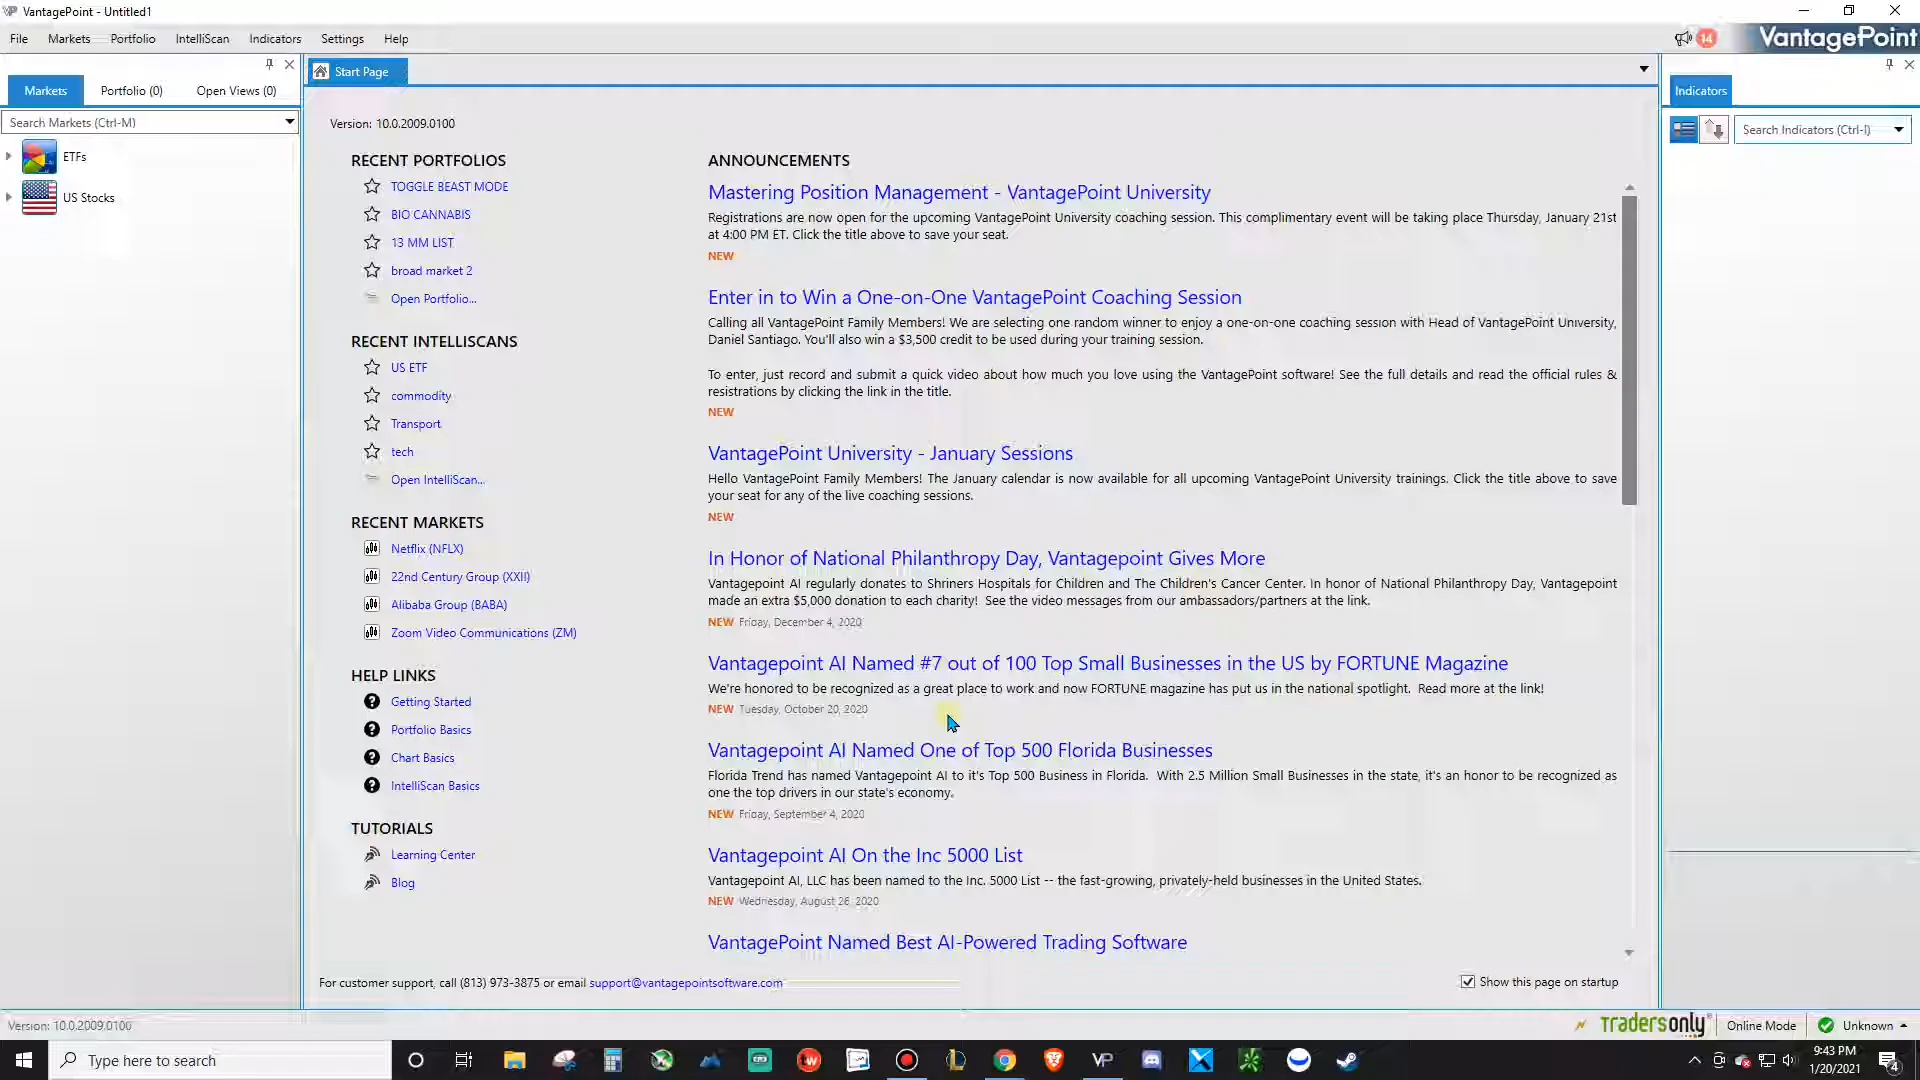 VantagePoint - Untitled1
File Markets Portfolio IntelliScan Indicators Settings Help
14
VantagePoint
Markets Portfolio (0) Open Views (0)
Search Markets (Ctrl-M)
ETFs
US Stocks
Start Page
Version: 10.0.2009.0100
RECENT PORTFOLIOS
TOGGLE BEAST MODE
BIO CANNABIS
13 MM LIST
broad market 2
Open Portfolio...
RECENT INTELLISCANS
US ETF
commodity
Transport
tech
Open IntelliScan...
RECENT MARKETS
Netflix (NFLX)
22nd Century Group (XXII)
Alibaba Group (BABA)
Zoom Video Communications (ZM)
HELP LINKS
Getting Started
Portfolio Basics
Chart Basics
IntelliScan Basics
TUTORIALS
Learning Center
Blog
ANNOUNCEMENTS
Mastering Position Management - VantagePoint University
Registrations are now open for the upcoming VantagePoint University coaching session. This complimentary event will be taking place Thursday, January 21st
at 4:00 PM ET. Click the title above to save your seat.
NEW
Enter in to Win a One-on-One VantagePoint Coaching Session
Calling all VantagePoint Family Members! We are selecting one random winner to enjoy a one-on-one coaching session with Head of VantagePoint University,
Daniel Santiago. You'll also win a $3,500 credit to be used during your training session.
To enter, just record and submit a quick video about how much you love using the VantagePoint software! See the full details and read the official rules &
resistrations by clicking the link in the title.
NEW
VantagePoint University - January Sessions
Hello VantagePoint Family Members! The January calendar is now available for all upcoming VantagePoint University trainings. Click the title above to save
your seat for any of the live coaching sessions.
NEW
In Honor of National Philanthropy Day, Vantagepoint Gives More
Vantagepoint AI regularly donates to Shriners Hospitals for Children and The Children's Cancer Center. In honor of National Philanthropy Day, Vantagepoint
made an extra $5,000 donation to each charity! See the video messages from our ambassadors/partners at the link.
NEW Friday, December 4, 2020
Vantagepoint AI Named #7 out of 100 Top Small Businesses in the US by FORTUNE Magazine
We're honored to be recognized as a great place to work and now FORTUNE magazine has put us in the national spotlight. Read more at the link!
NEW Tuesday, October 20, 2020
Vantagepoint AI Named One of Top 500 Florida Businesses
Florida Trend has named Vantagepoint AI to it's Top 500 Business in Florida. With 2.5 Million Small Businesses in the state, it's an honor to be recognized as
one the top drivers in our state's economy.
NEW Friday, September 4, 2020
Vantagepoint AI On the Inc 5000 List
Vantagepoint AI, LLC has been named to the Inc. 5000 List -- the fast-growing, privately-held businesses in the United States.
NEW Wednesday, August 26, 2020
VantagePoint Named Best AI-Powered Trading Software
For customer support, call (813) 973-3875 or email support@vantagepointsoftware.com
Show this page on startup
Indicators
Search Indicators (Ctrl-I)
Version: 10.0.2009.0100
tradersonly
Online Mode
Unknown
Type here to search
VP
9:43 PM
1/20/2021
4